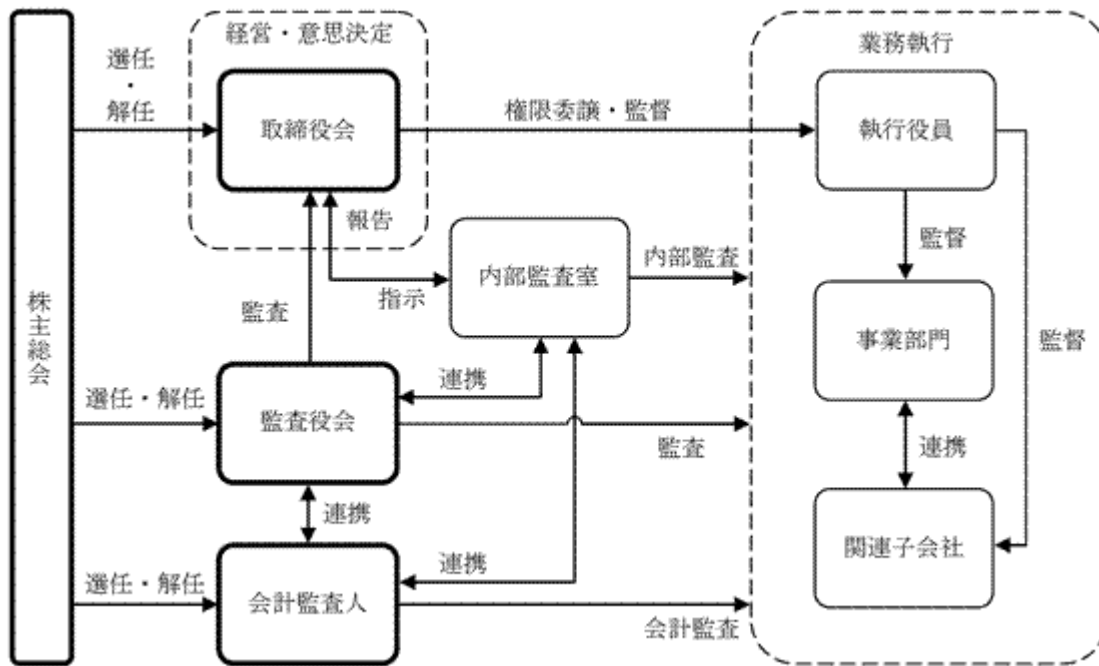 経営・意思決定
業務執行
選任
・
解任
取締役会
権限委譲・監督
執行役員
報告
監督
内部監査室
内部監査
指示
株主総会
監査
事業部門
監督
連携
選任・解任
監査役会
監査
連携
連携
関連子会社
連携
選任・解任
会計監査人
会計監査